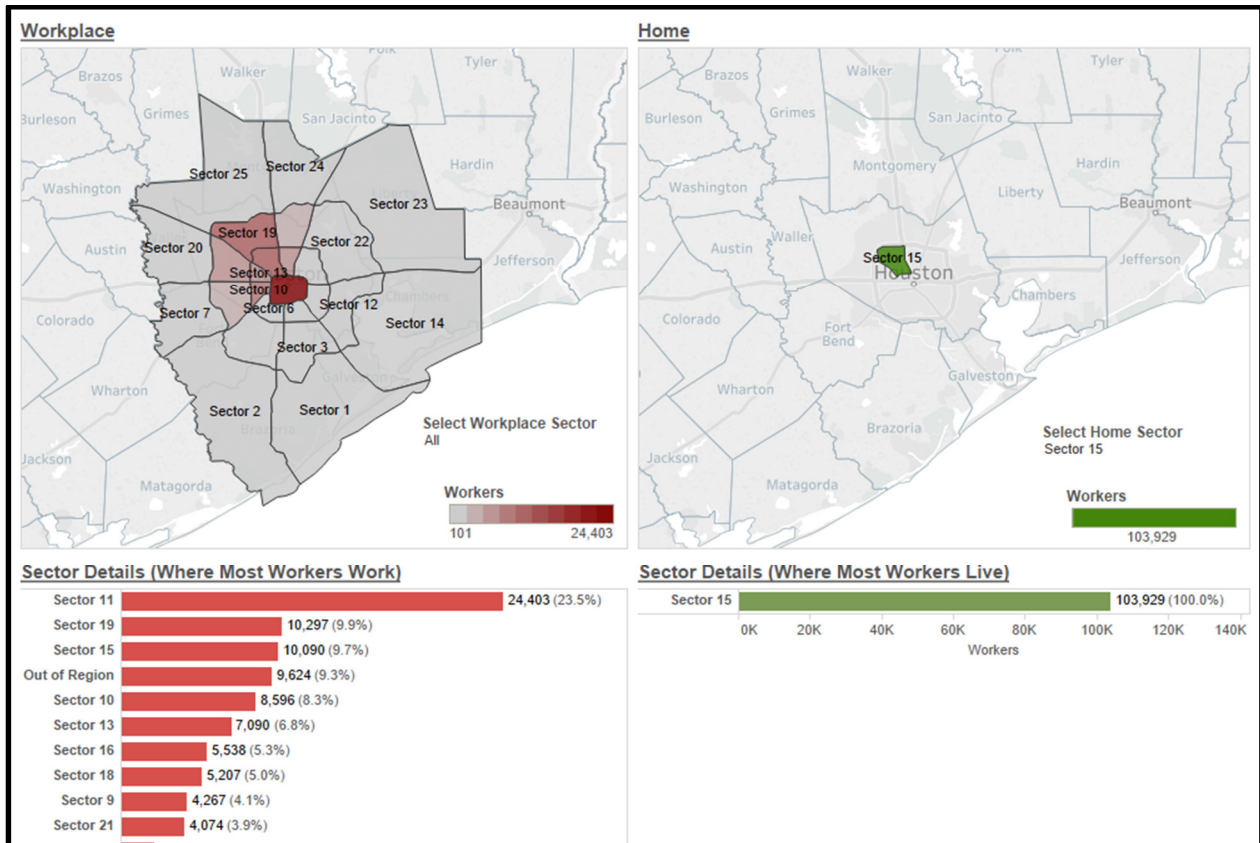 Workplace
Polk
Tyler
Walker
Brazos
Grimes
San Jacinto
Burleson
Hardin
Sector 24
Sector 25
Washington
Liberty
Sector 23
Beaumont
Sector 19
Sector 22
Austin
Sector 20
Jefferson
Sector 13
Sector 10
Chambers
Sector 12
Sector 6
Sector 7
Sector 14
Colorado
Sector 3
Wharton
Sector 2
Sector 1
Brazoria
Select Workplace Sector
All
Jackson
Matagorda
Workers
101
24,403
Home
Polk
Tyler
Walker
Brazos
Grimes
San Jacinto
Burleson
Montgomery
Hardin
Washington
Liberty
Beaumont
Waller
Austin
Sector 15
Jefferson
Houston
Chambers
Colorado
Fort
Bend
Galveston
Wharton
Brazoria
Select Home Sector
Sector 15
Jackson
Matagorda
Workers
103,929
Sector Details (Where Most Workers Work)
Sector 11 24,403 (23.5%)
Sector 19 10,297 (9.9%)
Sector 15 10,090 (9.7%)
Out of Region 9,624 (9.3%)
Sector 10 8,596 (8.3%)
Sector 13 7,090 (6.8%)
Sector 16 5,538 (5.3%)
Sector 18 5,207 (5.0%)
Sector 9 4,267 (4.1%)
Sector 21 4,074 (3.9%)
Sector Details (Where Most Workers Live)
Sector 15 103,929 (100.0%)
0K 20K 40K 60K 80K 100K 120K 140K
Workers